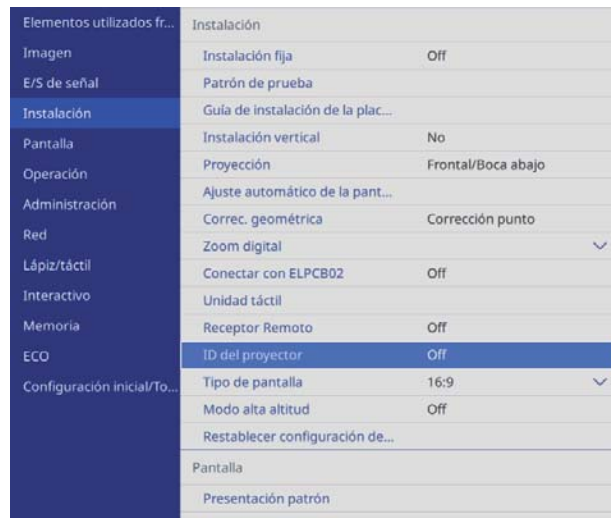 Elementos utilizados fr...
Imagen
E/S de señal
Instalación
Pantalla
Operación
Administración
Red
Lápiz/táctil
Interactivo
Memoria
ECO
Configuración inicial/To...
Instalación
Instalación fija Off
Patrón de prueba
Guía de instalación de la plac...
Instalación vertical No
Proyección Frontal/Boca abajo
Ajuste automático de la pant...
Correc. geométrica Corrección punto
Zoom digital
Conectar con ELPCB02 Off
Unidad táctil
Receptor Remoto Off
ID del proyector Off
Tipo de pantalla 16:9
Modo alta altitud Off
Restablecer configuración de...
Pantalla
Presentación patrón